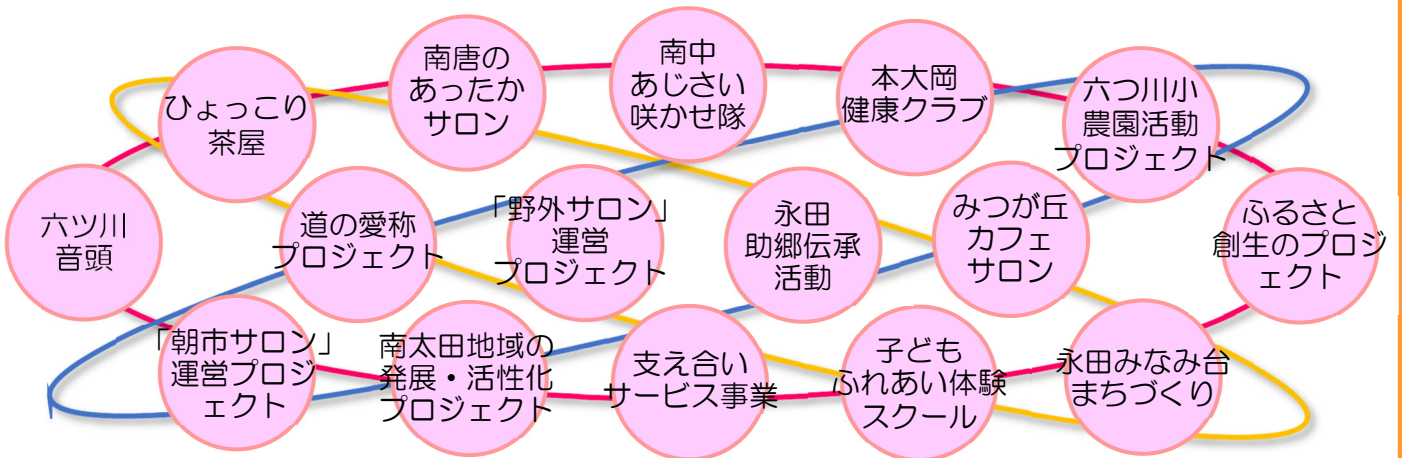 ひょっこり
茶屋
南唐の
あったか
サロン
南中
あじさい
咲かせ隊
本大岡
健康クラブ
六つ川小
農園活動
プロジェクト
六ツ川
音頭
道の愛称
プロジェクト
「野外サロン」
運営
プロジェクト
永田
助郷伝承
活動
みつが丘
カフェ
サロン
ふるさと
創生のプロジ
ェクト
「朝市サロン」
運営プロジ
ェクト
南太田地域の
発展・活性化
プロジェクト
支え合い
サービス事業
子ども
ふれあい体験
スクール
永田みなみ台
まちづくり